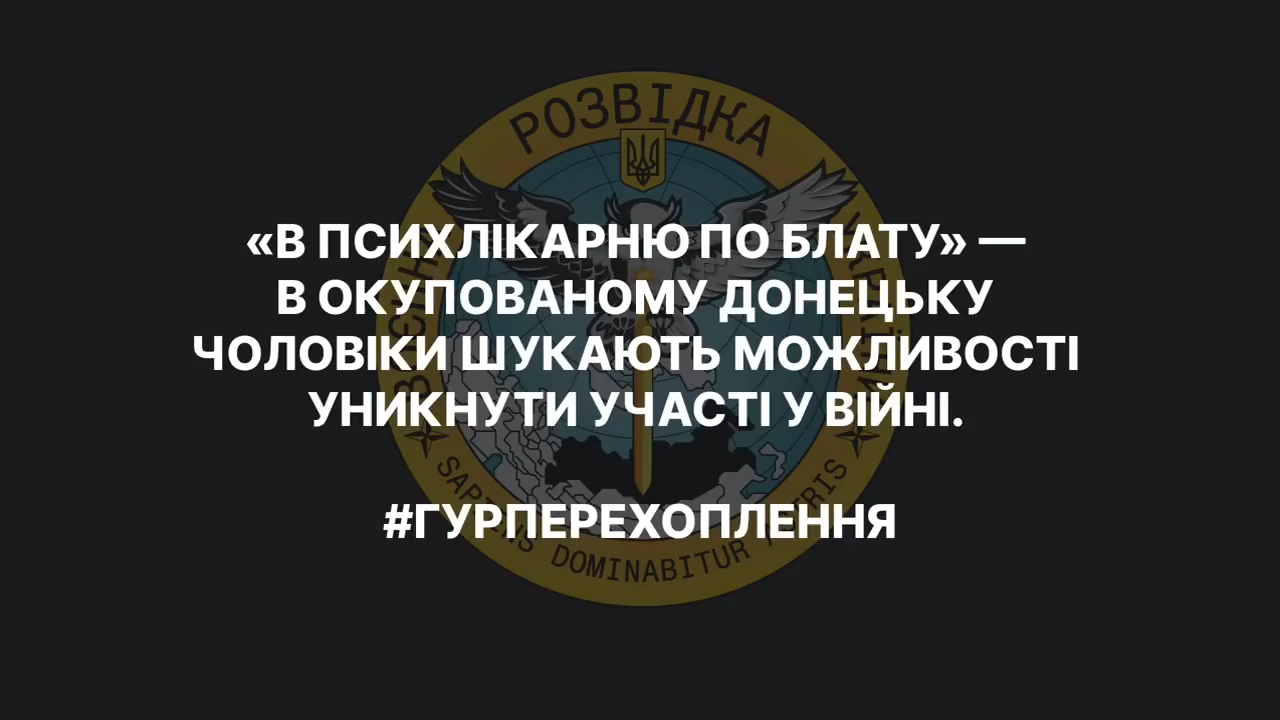 РОЗВІДКА
«В ПСИХЛІКАРНЮ ПО БЛАТУ» —
В ОКУПОВАНОМУ ДОНЕЦЬКУ
ЧОЛОВІКИ ШУКАЮТЬ МОЖЛИВОСТІ
УНИКНУТИ УЧАСТІ У ВІЙНІ.
#ГУРПЕРЕХОПЛЕННЯ
DOMINABITUR